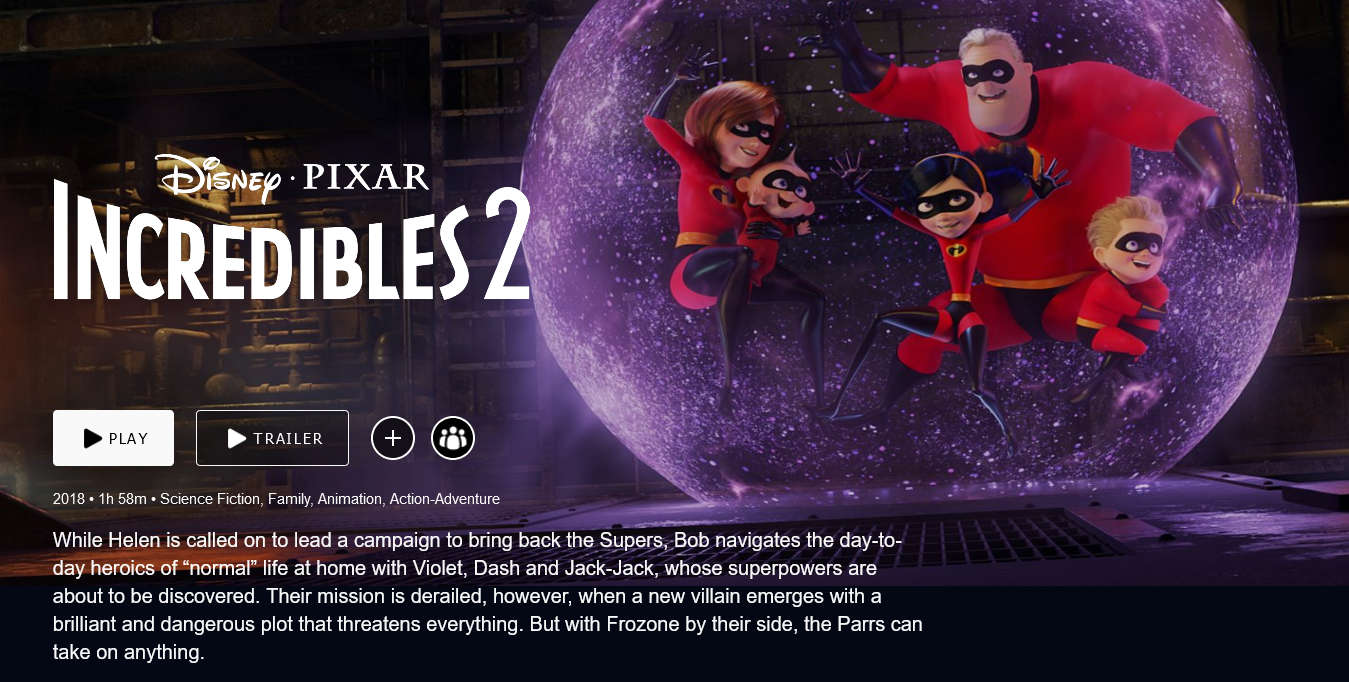 Disney · PIXAR
INCREDIBLES 2
PLAY
TRAILER
2018 • 1h 58m • Science Fiction, Family, Animation, Action-Adventure
While Helen is called on to lead a campaign to bring back the Supers, Bob navigates the day-to-
day heroics of “normal” life at home with Violet, Dash and Jack-Jack, whose superpowers are
about to be discovered. Their mission is derailed, however, when a new villain emerges with a
brilliant and dangerous plot that threatens everything. But with Frozone by their side, the Parrs can
take on anything.